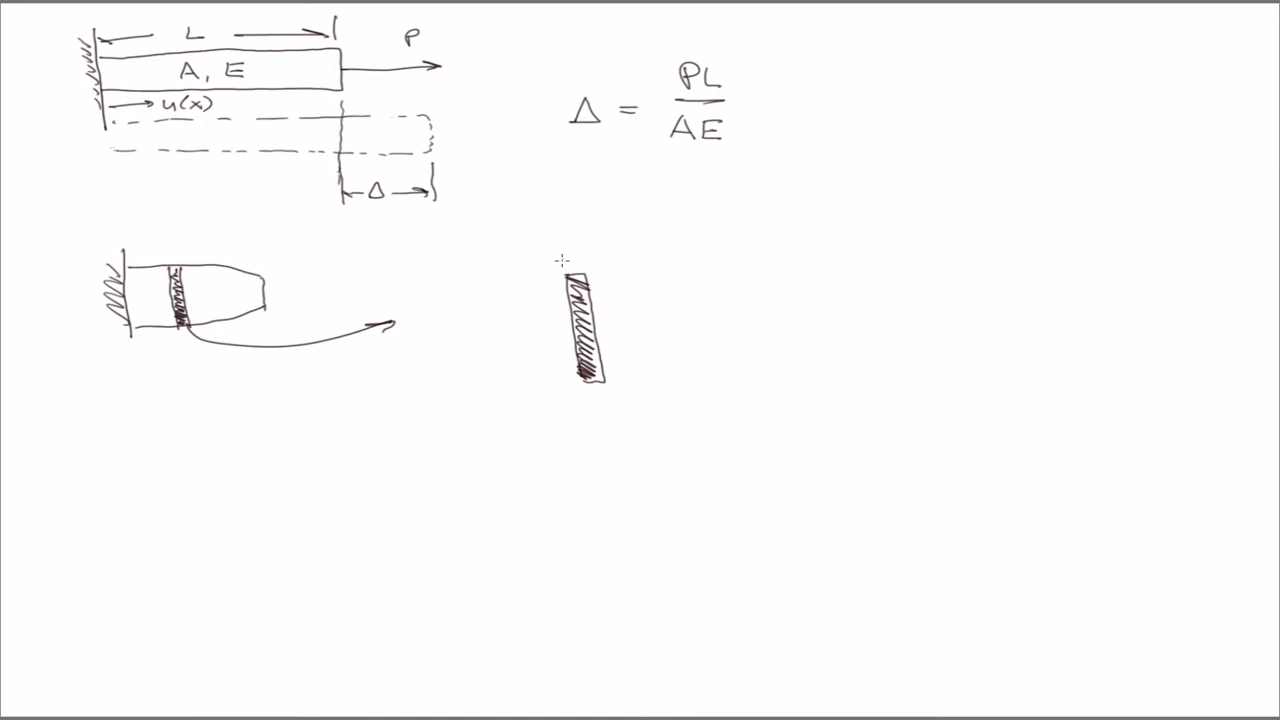 L
P
A, E
u(x)
Δ
Δ = PL / AE